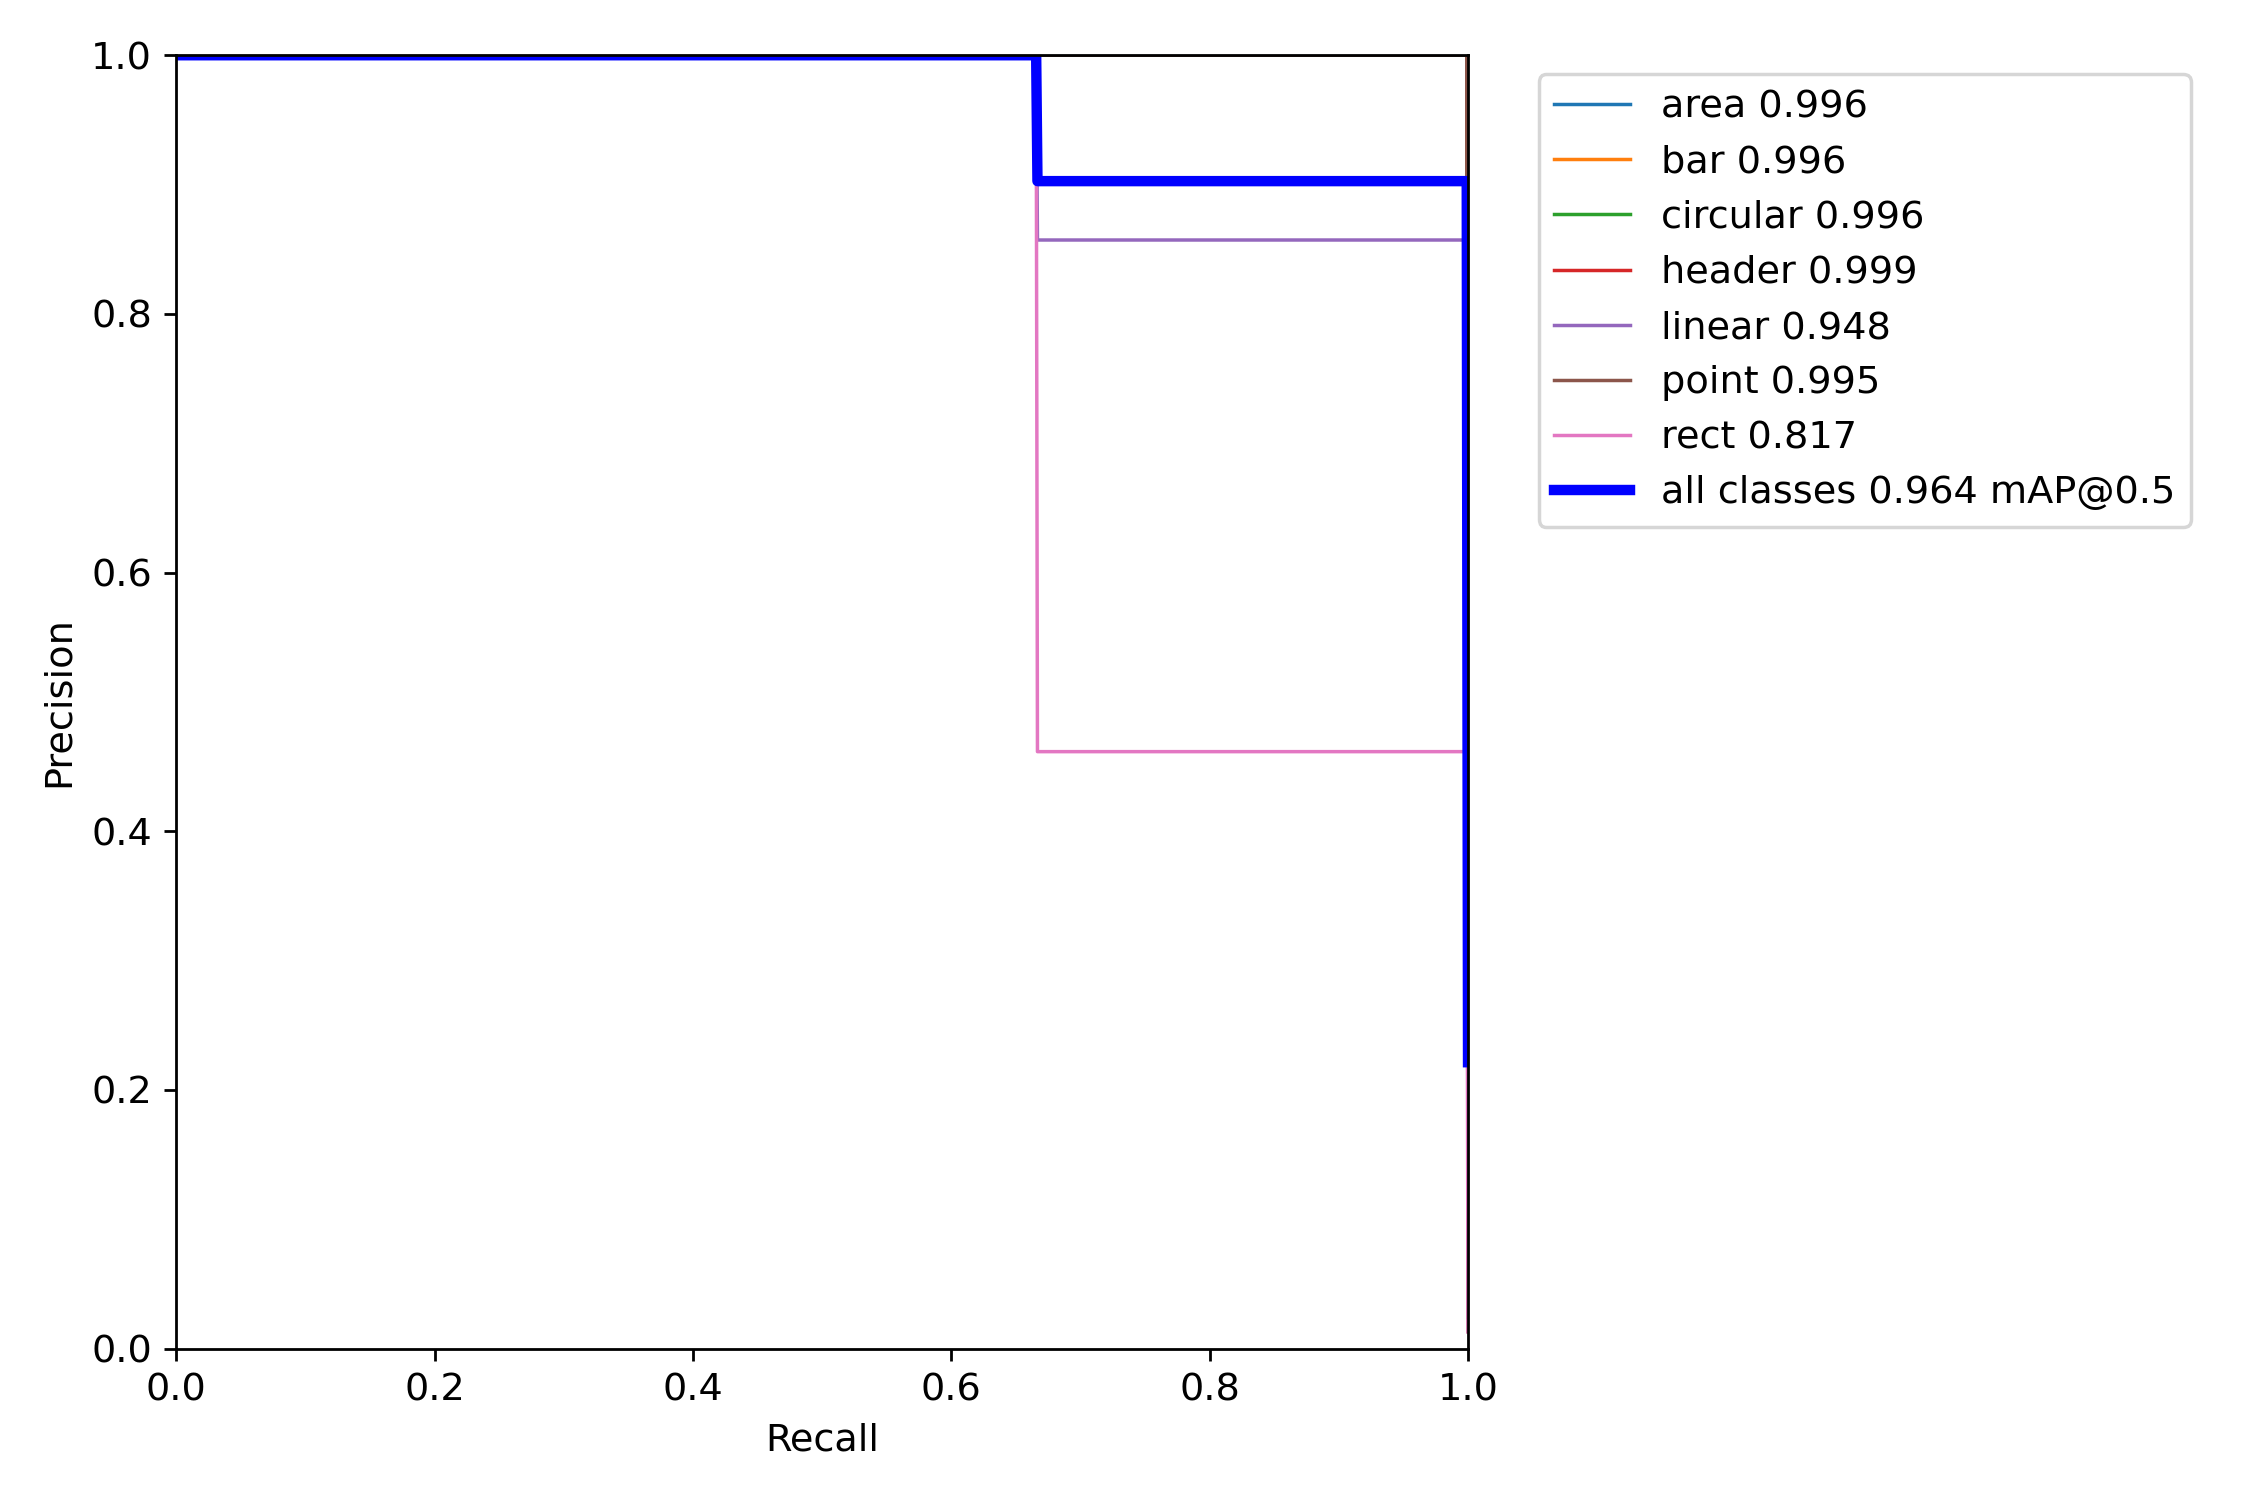 1.0
0.8
0.6
0.4
0.2
0.0
Precision
0.0 0.2 0.4 0.6 0.8 1.0
Recall
area 0.996
bar 0.996
circular 0.996
header 0.999
linear 0.948
point 0.995
rect 0.817
all classes 0.964 mAP@0.5